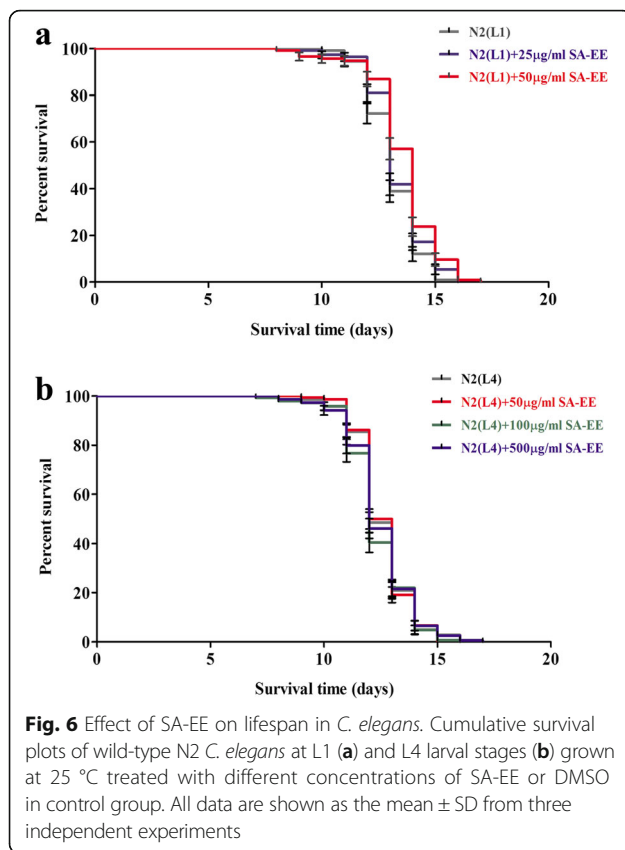 a
N2(L1)
N2(L1)+25μg/ml SA-EE
N2(L1)+50μg/ml SA-EE
Percent survival
100
80
60
40
20
0
0 5 10 15 20
Survival time (days)
b
N2(L4)
N2(L4)+50μg/ml SA-EE
N2(L4)+100μg/ml SA-EE
N2(L4)+500μg/ml SA-EE
Percent survival
100
80
60
40
20
0
0 5 10 15 20
Survival time (days)
Fig. 6 Effect of SA-EE on lifespan in C. elegans. Cumulative survival
plots of wild-type N2 C. elegans at L1 (a) and L4 larval stages (b) grown
at 25 °C treated with different concentrations of SA-EE or DMSO
in control group. All data are shown as the mean ± SD from three
independent experiments